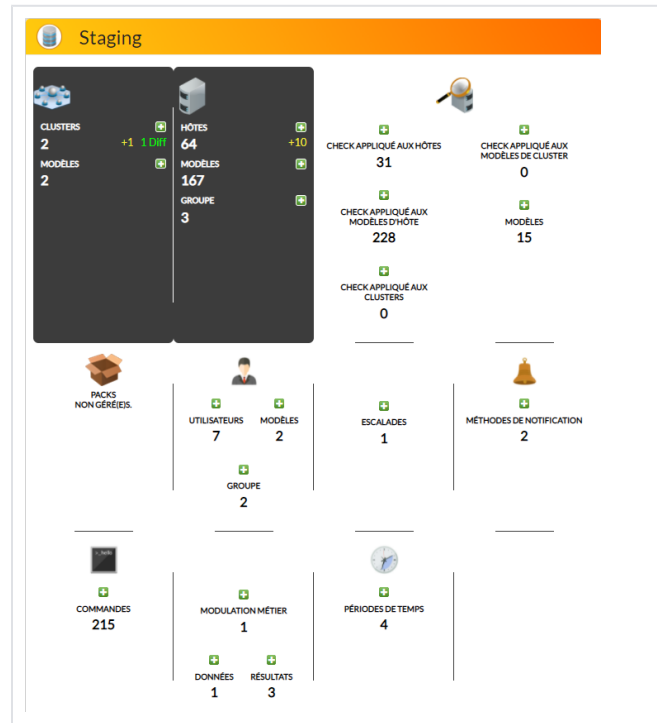 Staging
CLUSTERS
2 +1 1 Diff
MODÈLES
2
HÔTES
64 +10
MODÈLES
167
GROUPE
3
CHECK APPLIQUÉ AUX HÔTES
31
CHECK APPLIQUÉ AUX
MODÈLES DE CLUSTER
0
CHECK APPLIQUÉ AUX
MODÈLES D'HÔTE
228
MODÈLES
15
CHECK APPLIQUÉ AUX
CLUSTERS
0
PACKS
NON GÉRÉ(E)S.
UTILISATEURS
7
MODÈLES
2
GROUPE
2
ESCALADES
1
MÉTHODES DE NOTIFICATION
2
COMMANDES
215
MODULATION MÉTIER
1
DONNÉES
1
RÉSULTATS
3
PÉRIODES DE TEMPS
4